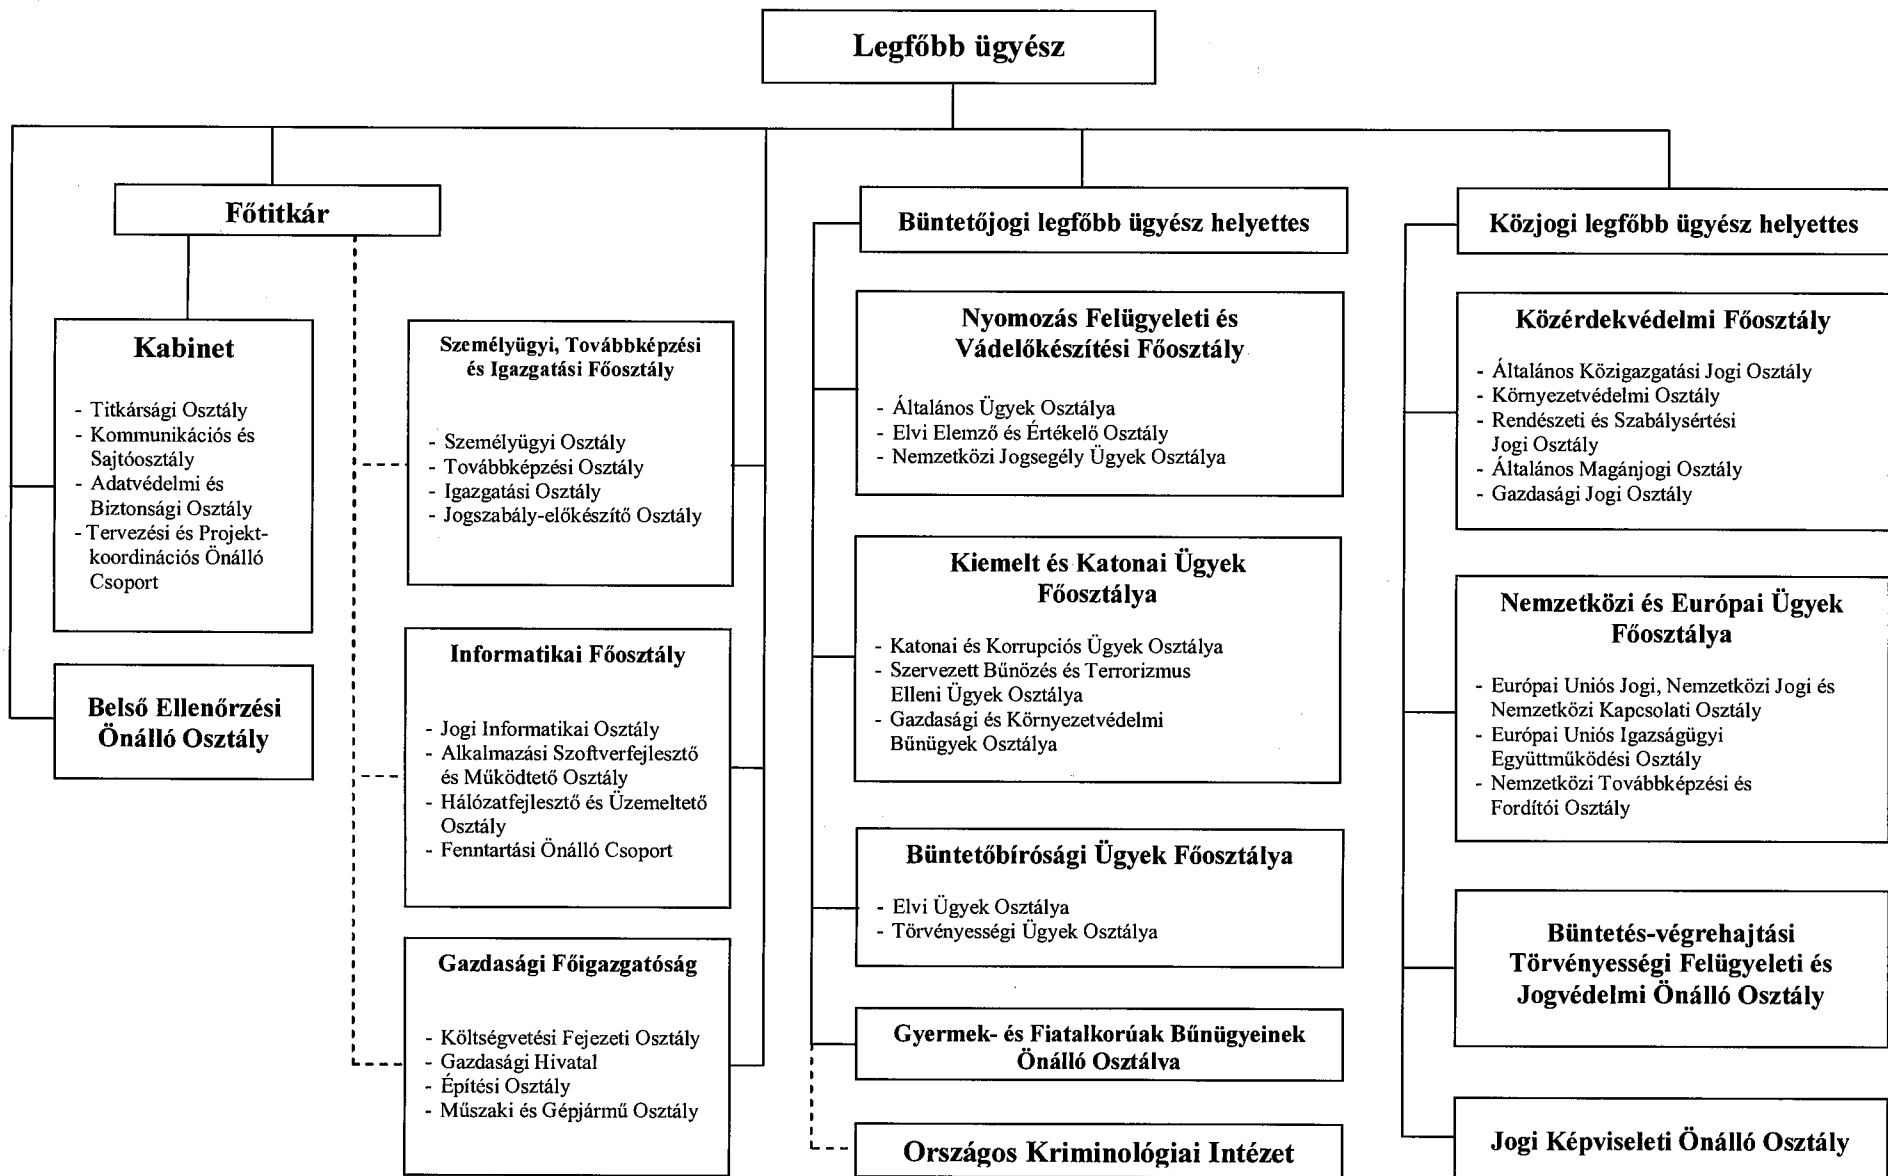 Legfőbb ügyész
Főtitkár
Kabinet
- Titkársági Osztály
- Kommunikációs és
Sajtóosztály
- Adatvédelmi és
Biztonsági Osztály
- Tervezési és Projekt-
koordinációs Önálló
Csoport
Belső Ellenőrzési
Önálló Osztály
Személyügyi, Továbbképzési
és Igazgatási Főosztály
- Személyügyi Osztály
- Továbbképzési Osztály
- Igazgatási Osztály
- Jogszabály-előkészítő Osztály
Informatikai Főosztály
- Jogi Informatikai Osztály
- Alkalmazási Szoftverfejlesztő
és Működtető Osztály
- Hálózatfejlesztő és Üzemeltető
Osztály
- Fenntartási Önálló Csoport
Gazdasági Főigazgatóság
- Költségvetési Fejezeti Osztály
- Gazdasági Hivatal
- Építési Osztály
- Műszaki és Gépjármű Osztály
Büntetőjogi legfőbb ügyész helyettes
Nyomozás Felügyeleti és
Vádelőkészítési Főosztály
- Általános Ügyek Osztálya
- Elvi Elemző és Értékelő Osztály
- Nemzetközi Jogsegély Ügyek Osztálya
Kiemelt és Katonai Ügyek
Főosztálya
- Katonai és Korrupciós Ügyek Osztálya
- Szervezett Bűnözés és Terrorizmus
Elleni Ügyek Osztálya
- Gazdasági és Környezetvédelmi
Bűnügyek Osztálya
Büntetőbírósági Ügyek Főosztálya
- Elvi Ügyek Osztálya
- Törvényességi Ügyek Osztálya
Gyermek- és Fiatalkorúak Bűnügyeinek
Önálló Osztálva
Országos Kriminológiai Intézet
Közjogi legfőbb ügyész helyettes
Közérdekvédelmi Főosztály
- Általános Közigazgatási Jogi Osztály
- Környezetvédelmi Osztály
- Rendészeti és Szabálysértési
Jogi Osztály
- Általános Magánjogi Osztály
- Gazdasági Jogi Osztály
Nemzetközi és Európai Ügyek
Főosztálya
- Európai Uniós Jogi, Nemzetközi Jogi és
Nemzetközi Kapcsolati Osztály
- Európai Uniós Igazságügyi
Együttműködési Osztály
- Nemzetközi Továbbképzési és
Fordítói Osztály
Büntetés-végrehajtási
Törvényességi Felügyeleti és
Jogvédelmi Önálló Osztály
Jogi Képviseleti Önálló Osztály